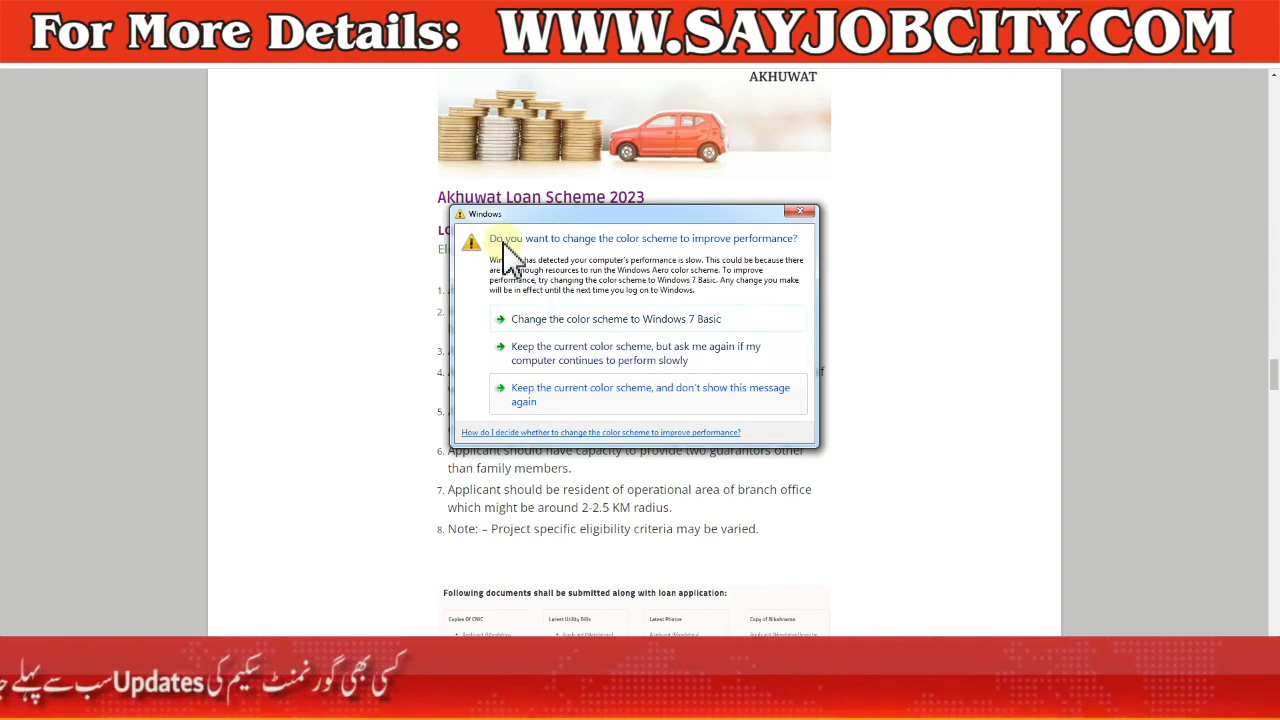 For More Details: WWW.SAYJOBCITY.COM
AKHUWAT
Akhuwat Loan Scheme 2023
Windows
Do you want to change the color scheme to improve performance?
has detected your computer's performance is slow. This could be because there
are enough resources to run the Windows Aero color scheme. To improve
performance, try changing the color scheme to Windows 7 Basic. Any change you make
will be in effect until the next time you log on to Windows.
Change the color scheme to Windows 7 Basic
Keep the current color scheme, but ask me again if my
computer continues to perform slowly
Keep the current color scheme, and don't show this message
again
How do I decide whether to change the color scheme to improve performance?
1.
2.
3.
4.
5.
6. Applicant should have capacity to provide two guarantors other
than family members.
7. Applicant should be resident of operational area of branch office
which might be around 2-2.5 KM radius.
8. Note: – Project specific eligibility criteria may be varied.
Following documents shall be submitted along with loan application:
Copies Of CNIC Latest Utility Bills Latest Photos Copy of Nikahnama
کسی بھی گورنمنٹ سکیم کی Updates سب سے پہلے